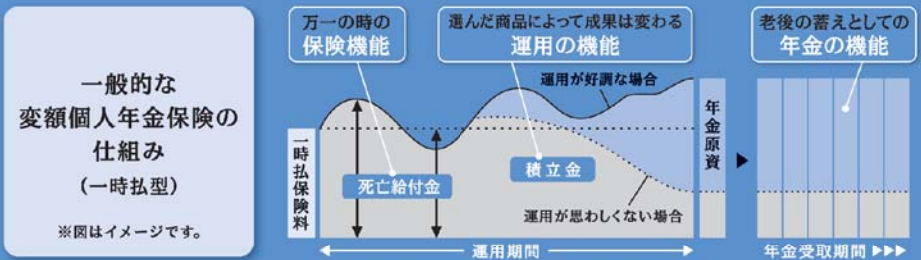 一般的な
変額個人年金保険の
仕組み
(一時払型)
※図はイメージです。
万一の時の
保険機能
選んだ商品によって成果は変わる
運用の機能
老後の蓄えとしての
年金の機能
運用が好調な場合
一時払保険料
死亡給付金
積立金
運用が思わしくない場合
年金原資
運用期間
年金受取期間